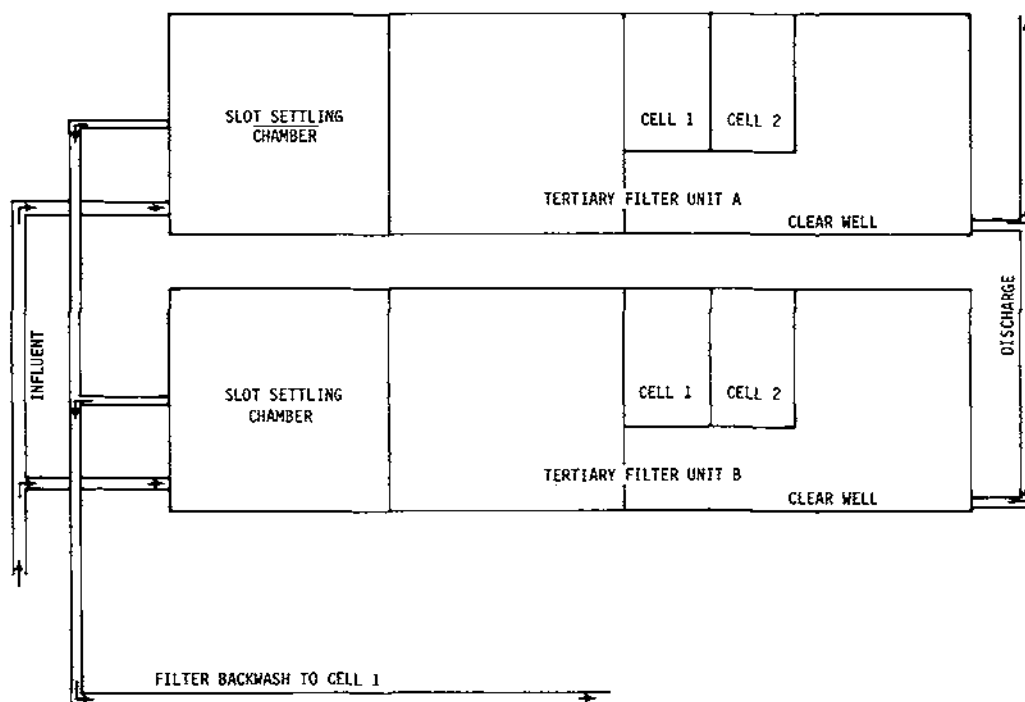 SLOT SETTLING
CHAMBER
CELL 1
CELL 2
TERTIARY FILTER UNIT A
CLEAR WELL
INFLUENT
DISCHARGE
SLOT SETTLING
CHAMBER
CELL 1
CELL 2
TERTIARY FILTER UNIT B
CLEAR WELL
FILTER BACKWASH TO CELL 1